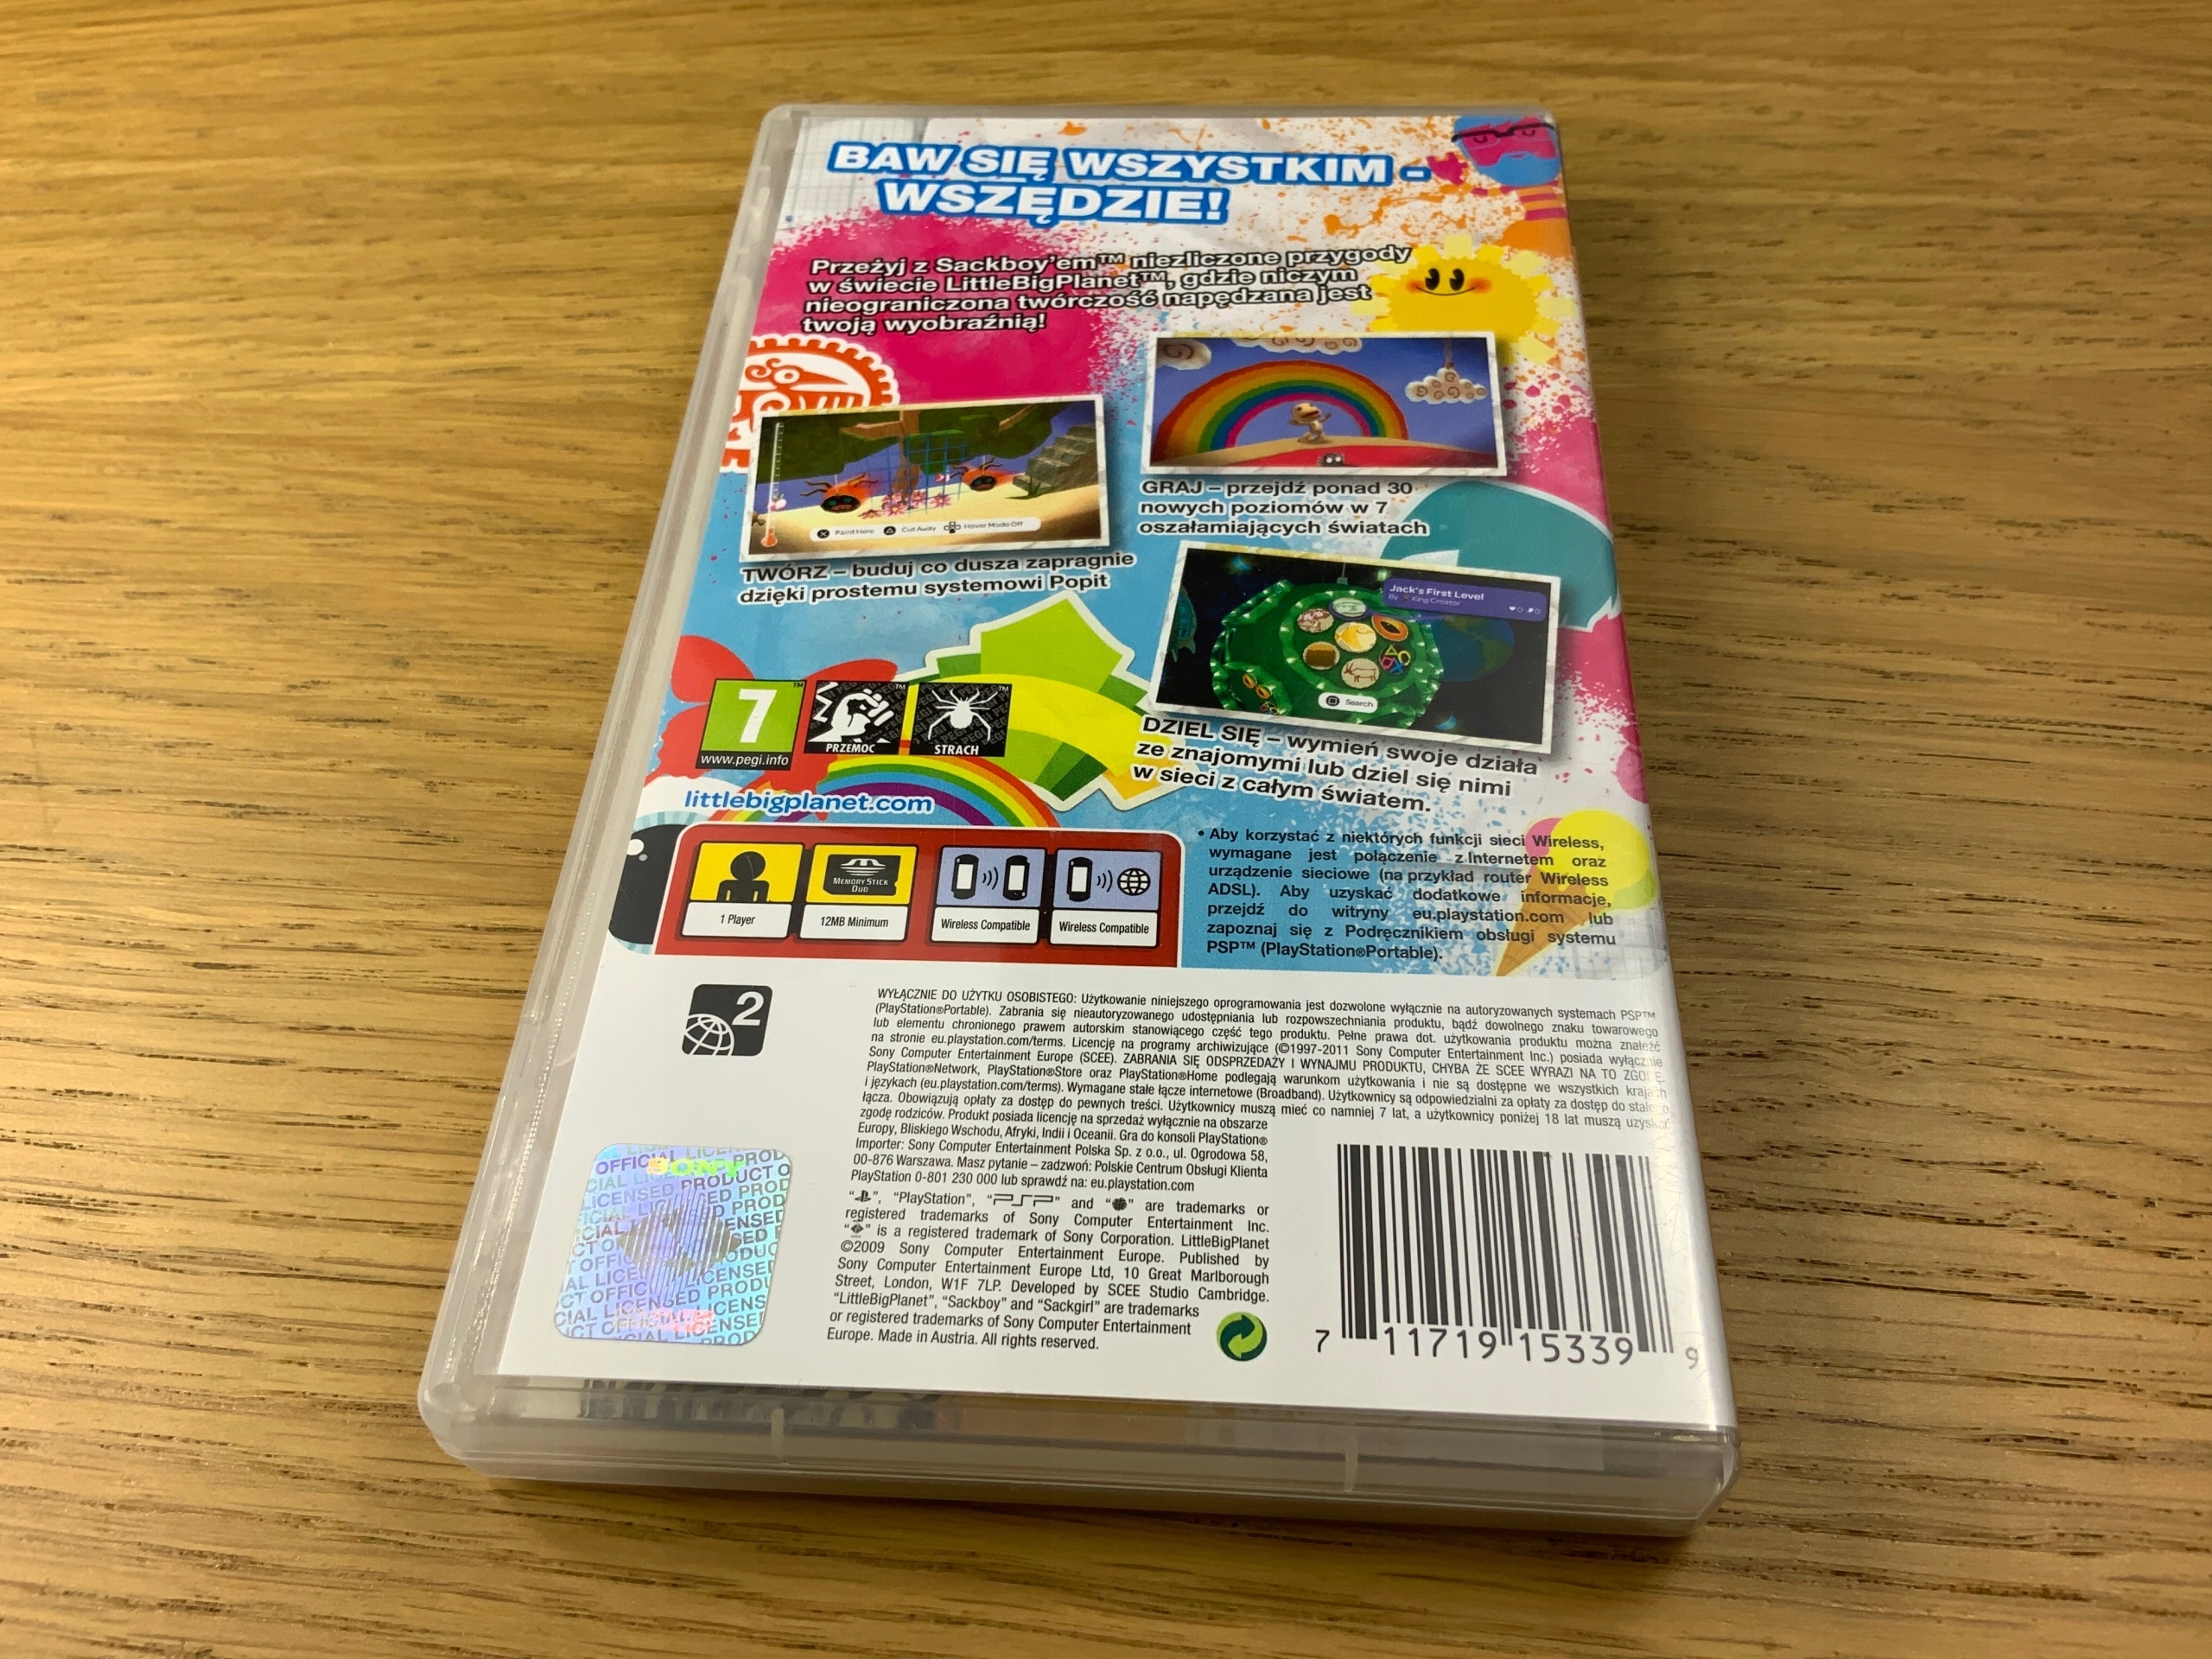 BAW SIĘ WSZYSTKIM -
WSZĘDZIE!
Przeżyj z Sackboy'em™ niezliczone przygody
w świecie LittleBigPlanet™, gdzie niczym
nieograniczona twórczość napędzana jest
twoją wyobraźnią!
Paint Here Cut Away Hover Mode Off
TWÓRZ – buduj co dusza zapragnie
dzięki prostemu systemowi Popit
GRAJ – przejdź ponad 30
nowych poziomów w 7
oszałamiających światach
Jack's First Level
By King Creator
Search
DZIEL SIĘ – wymień swoje działa
ze znajomymi lub dziel się nimi
w sieci z całym światem.
7™
www.pegi.info
PRZEMOC
STRACH
littlebigplanet.com
1 Player
MEMORY STICK
DUO
12MB Minimum
Wireless Compatible
Wireless Compatible
• Aby korzystać z niektórych funkcji sieci Wireless,
wymagane jest połączenie z Internetem oraz
urządzenie sieciowe (na przykład router Wireless
ADSL). Aby uzyskać dodatkowe informacje,
przejdź do witryny eu.playstation.com lub
zapoznaj się z Podręcznikiem obsługi systemu
PSP™ (PlayStation®Portable).
2
WYŁĄCZNIE DO UŻYTKU OSOBISTEGO: Użytkowanie niniejszego oprogramowania jest dozwolone wyłącznie na autoryzowanych systemach PSP™
(PlayStation®Portable). Zabrania się nieautoryzowanego udostępniania lub rozpowszechniania produktu, bądź dowolnego znaku towarowego
lub elementu chronionego prawem autorskim stanowiącego część tego produktu. Pełne prawa dot. użytkowania produktu można znaleźć
na stronie eu.playstation.com/terms. Licencję na programy archiwizujące (©1997-2011 Sony Computer Entertainment Inc.) posiada wyłącznie
Sony Computer Entertainment Europe (SCEE). ZABRANIA SIĘ ODSPRZEDAŻY I WYNAJMU PRODUKTU, CHYBA ŻE SCEE WYRAZI NA TO ZGODĘ.
PlayStation®Network, PlayStation®Store oraz PlayStation®Home podlegają warunkom użytkowania i nie są dostępne we wszystkich krajach
i językach (eu.playstation.com/terms). Wymagane stałe łącze internetowe (Broadband). Użytkownicy są odpowiedzialni za opłaty za dostęp do stałego
łącza. Obowiązują opłaty za dostęp do pewnych treści. Użytkownicy muszą mieć co namniej 7 lat, a użytkownicy poniżej 18 lat muszą uzyskać
zgodę rodziców. Produkt posiada licencję na sprzedaż wyłącznie na obszarze
Europy, Bliskiego Wschodu, Afryki, Indii i Oceanii. Gra do konsoli PlayStation®
Importer: Sony Computer Entertainment Polska Sp. z o.o., ul. Ogrodowa 58,
00-876 Warszawa. Masz pytanie – zadzwoń: Polskie Centrum Obsługi Klienta
PlayStation 0-801 230 000 lub sprawdź na: eu.playstation.com
" ", "PlayStation", "PSP" and " " are trademarks or
registered trademarks of Sony Computer Entertainment Inc.
" " is a registered trademark of Sony Corporation. LittleBigPlanet
©2009 Sony Computer Entertainment Europe. Published by
Sony Computer Entertainment Europe Ltd, 10 Great Marlborough
Street, London, W1F 7LP. Developed by SCEE Studio Cambridge.
"LittleBigPlanet", "Sackboy" and "Sackgirl" are trademarks
or registered trademarks of Sony Computer Entertainment
Europe. Made in Austria. All rights reserved.
SONY
OFFICIAL LICENSED PRODUCT
7 11719 15339 9